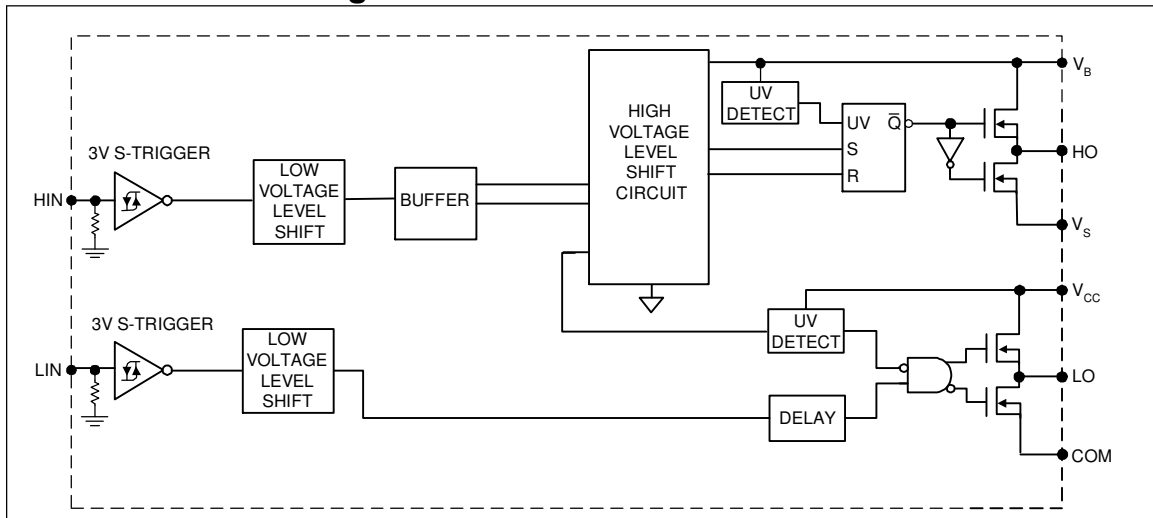 V_B
HIGH
VOLTAGE
LEVEL
SHIFT
CIRCUIT
UV
DETECT
UV Q̅
S
R
HO
V_S
3V S-TRIGGER
HIN
LOW
VOLTAGE
LEVEL
SHIFT
BUFFER
V_CC
3V S-TRIGGER
LIN
LOW
VOLTAGE
LEVEL
SHIFT
UV
DETECT
LO
DELAY
COM